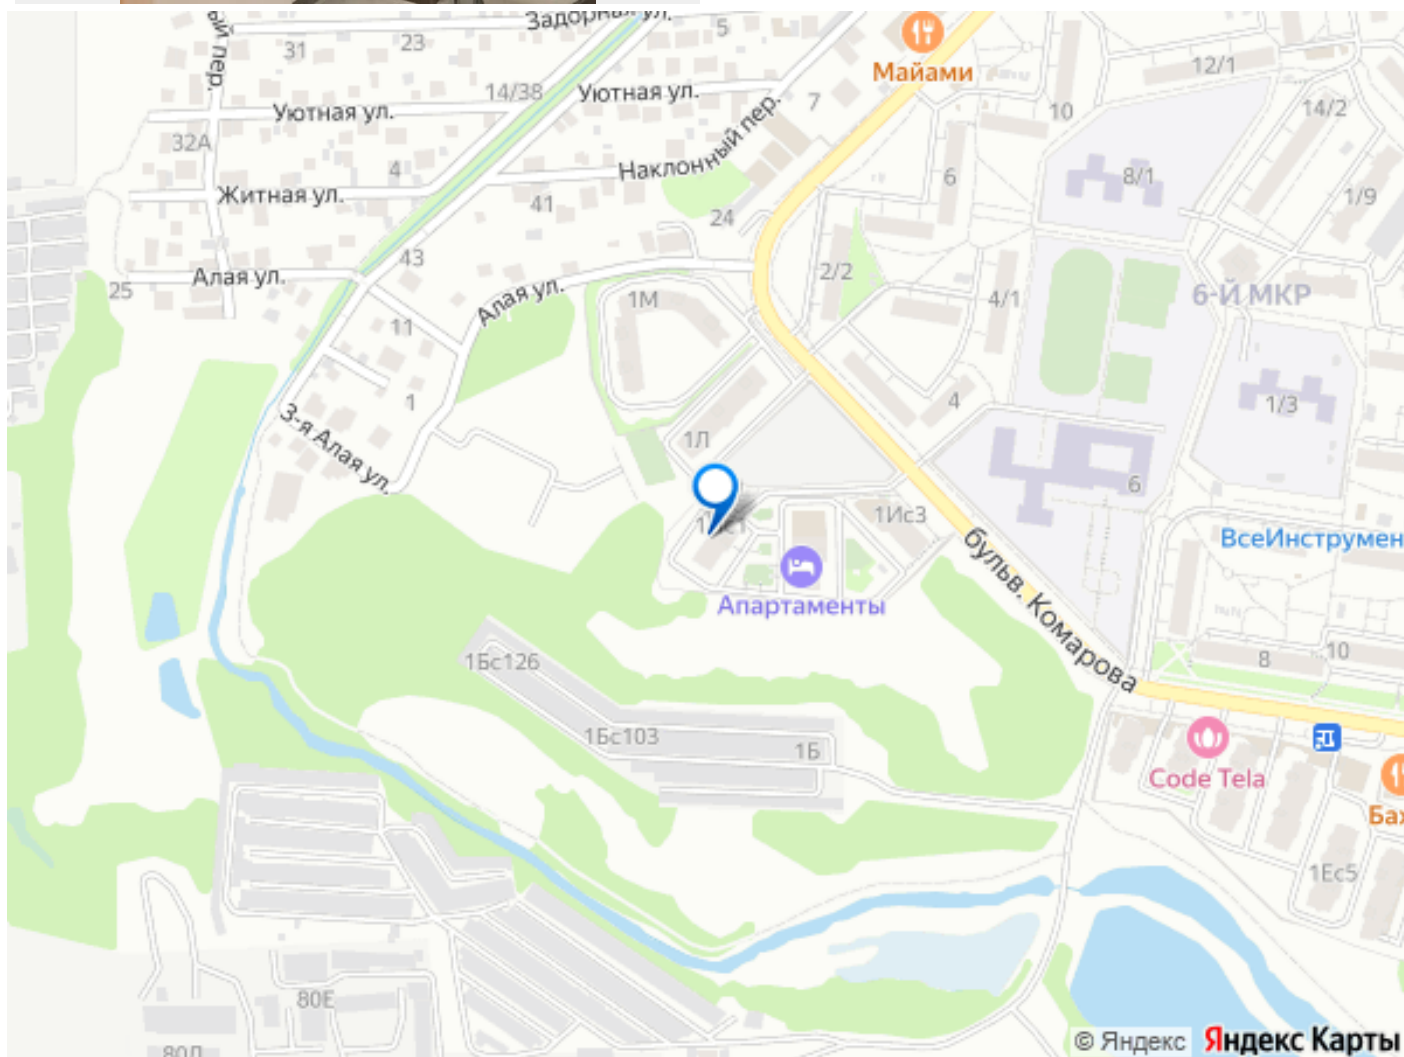 Задорная ул.
ый пер.
31
23
5
Майами
12/1
14/38
Уютная ул.
Уютная ул.
7
10
14/2
32А
Наклонный пер.
4
6
8/1
Житная ул.
1/9
41
24
43
2/2
Алая ул.
25
Алая ул.
1М
4/1
6-Й МКР
11
1
4
1/3
3-я Алая ул.
1Л
6
1Ис3
бульв. Комарова
ВсеИнструмен
Апартаменты
1Бс126
8
10
1Бс103
1Б
Code Tela
Бах
1Ес5
80Е
80Д
© Яндекс Яндекс Карты